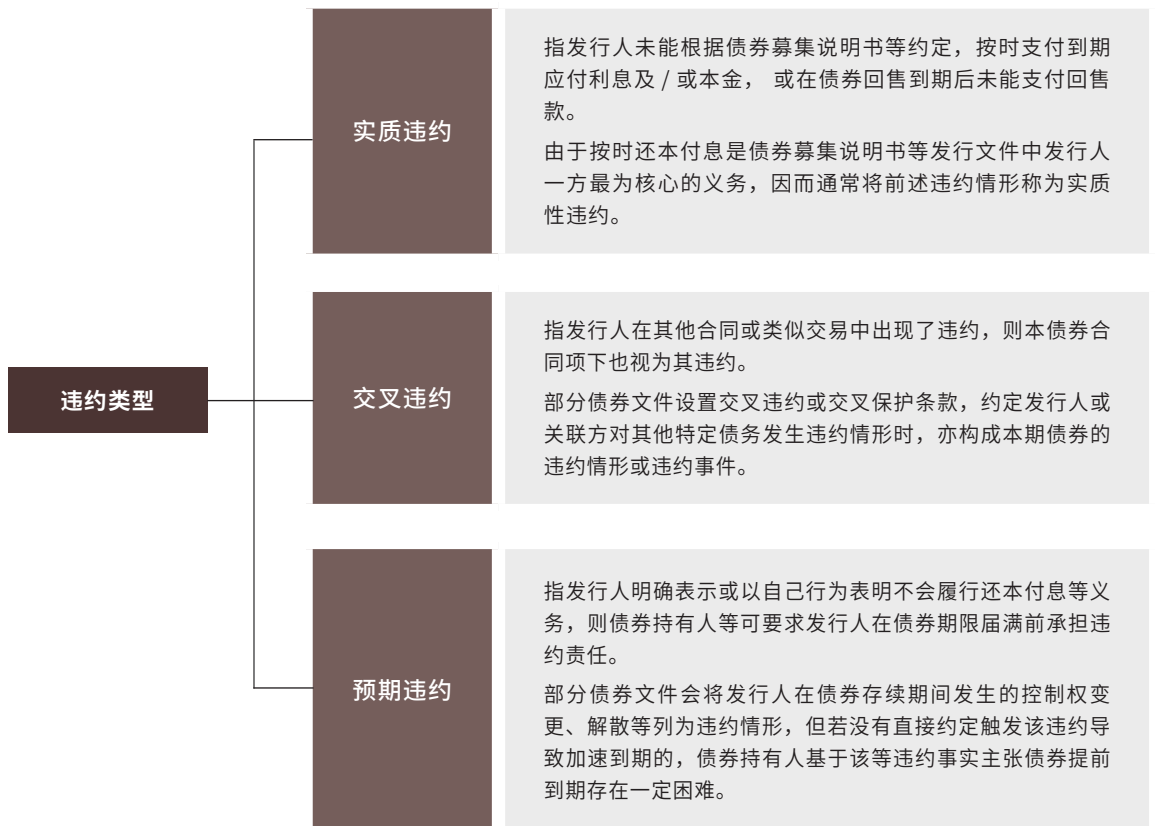 违约类型
实质违约
指发行人未能根据债券募集说明书等约定，按时支付到期
应付利息及 / 或本金， 或在债券回售到期后未能支付回售
款。
由于按时还本付息是债券募集说明书等发行文件中发行人
一方最为核心的义务，因而通常将前述违约情形称为实质
性违约。
交叉违约
指发行人在其他合同或类似交易中出现了违约，则本债券合
同项下也视为其违约。
部分债券文件设置交叉违约或交叉保护条款，约定发行人或
关联方对其他特定债务发生违约情形时，亦构成本期债券的
违约情形或违约事件。
预期违约
指发行人明确表示或以自己行为表明不会履行还本付息等义
务，则债券持有人等可要求发行人在债券期限届满前承担违
约责任。
部分债券文件会将发行人在债券存续期间发生的控制权变
更、解散等列为违约情形，但若没有直接约定触发该违约导
致加速到期的，债券持有人基于该等违约事实主张债券提前
到期存在一定困难。